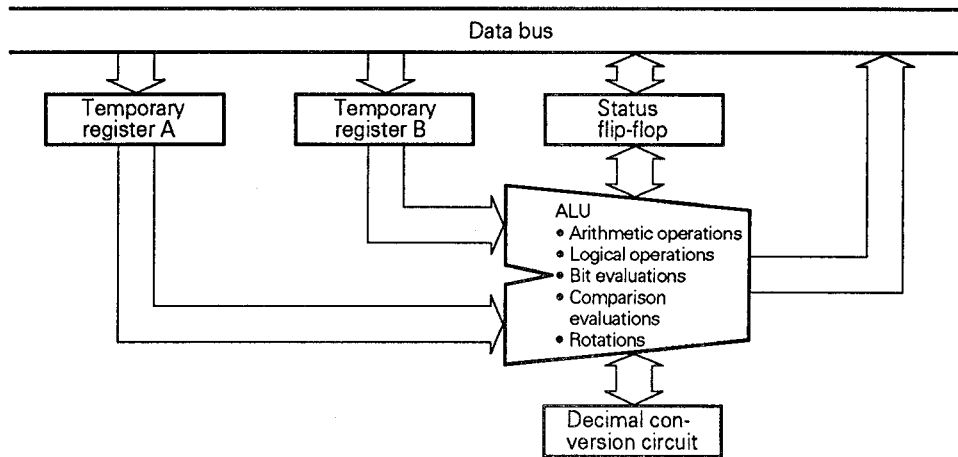 Data bus
Temporary
register A
Temporary
register B
Status
flip-flop
ALU
• Arithmetic operations
• Logical operations
• Bit evaluations
• Comparison
evaluations
• Rotations
Decimal con-
version circuit